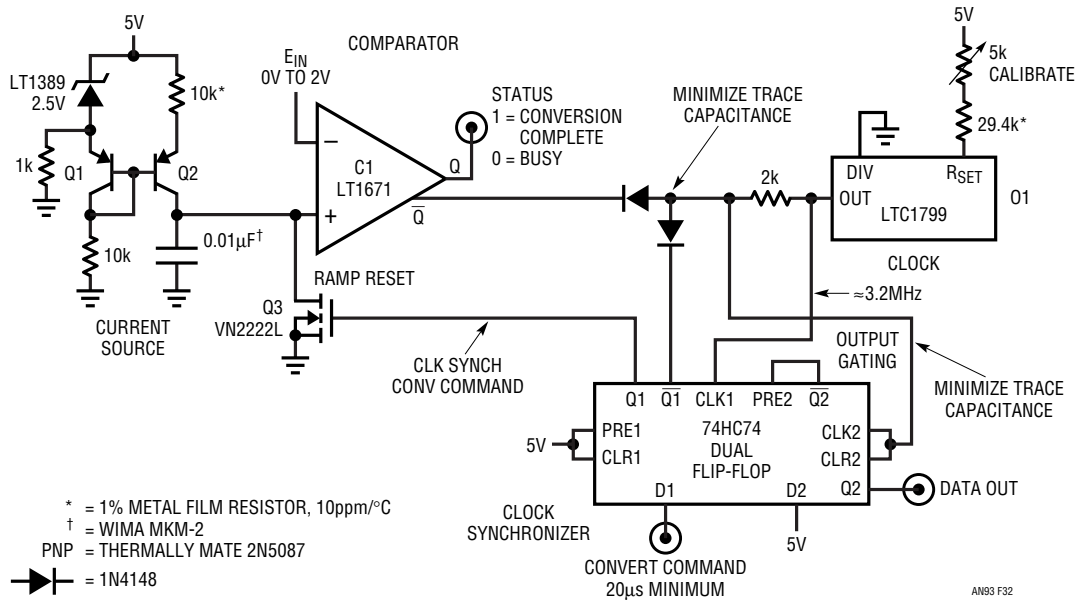 5V
LT1389
2.5V
10k*
1k
Q1
Q2
10k
0.01µF†
CURRENT
SOURCE
COMPARATOR
EIN
0V TO 2V
−
+
C1
LT1671
Q
Q̅
STATUS
1 = CONVERSION
COMPLETE
0 = BUSY
RAMP RESET
Q3
VN2222L
CLK SYNCH
CONV COMMAND
MINIMIZE TRACE
CAPACITANCE
2k
5V
5k
CALIBRATE
29.4k*
DIV
RSET
OUT
LTC1799
O1
CLOCK
≈3.2MHz
OUTPUT
GATING
MINIMIZE TRACE
CAPACITANCE
Q1
Q̅1̅
CLK1
PRE2
Q̅2̅
5V
PRE1
CLR1
74HC74
DUAL
FLIP-FLOP
CLK2
CLR2
Q2
DATA OUT
D1
D2
5V
CLOCK
SYNCHRONIZER
CONVERT COMMAND
20µs MINIMUM
* = 1% METAL FILM RESISTOR, 10ppm/°C
† = WIMA MKM-2
PNP = THERMALLY MATE 2N5087
= 1N4148
AN93 F32